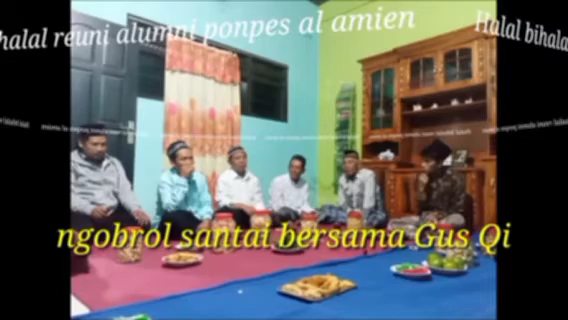 halal reuni alumni ponpes al amien
Halal bihala
ngobrol santai bersama Gus Qi